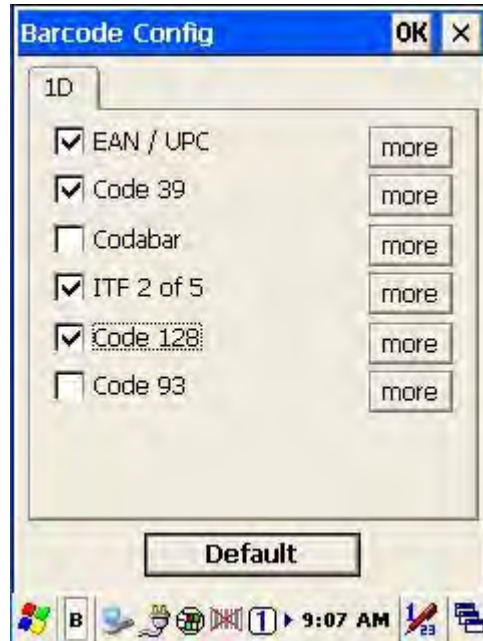 Barcode Config OK ×
1D
EAN / UPC more
Code 39 more
Codabar more
ITF 2 of 5 more
Code 128 more
Code 93 more
Default
B 1 9:07 AM